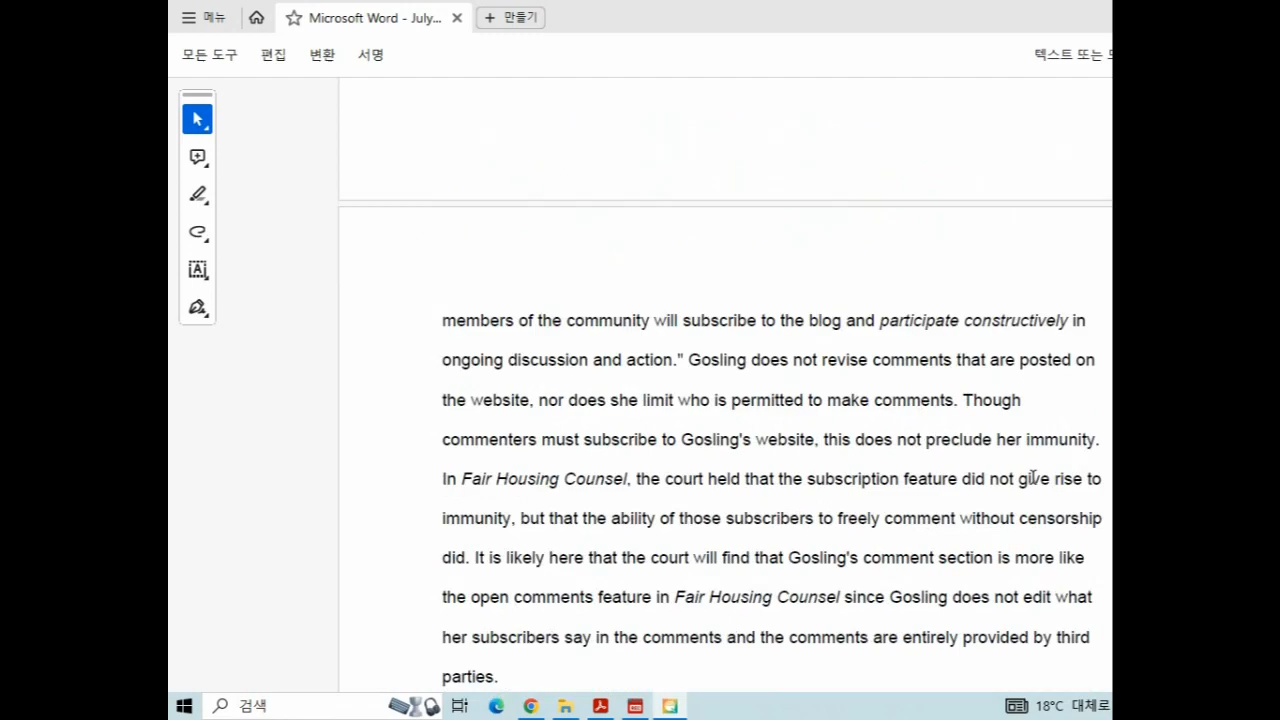 메뉴
Microsoft Word - July...
만들기
모든 도구
편집
변환
서명
텍스트 또는
members of the community will subscribe to the blog and participate constructively in
ongoing discussion and action." Gosling does not revise comments that are posted on
the website, nor does she limit who is permitted to make comments. Though
commenters must subscribe to Gosling's website, this does not preclude her immunity.
In Fair Housing Counsel, the court held that the subscription feature did not give rise to
immunity, but that the ability of those subscribers to freely comment without censorship
did. It is likely here that the court will find that Gosling's comment section is more like
the open comments feature in Fair Housing Counsel since Gosling does not edit what
her subscribers say in the comments and the comments are entirely provided by third
parties.
검색
18°C 대체로